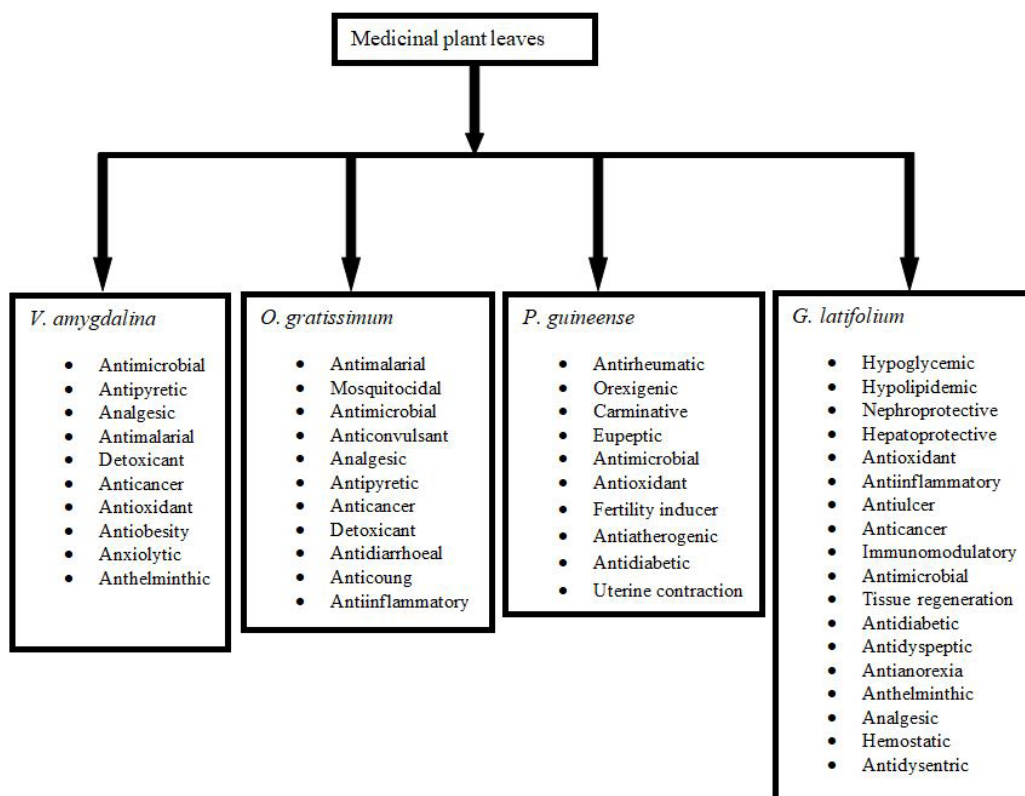 Medicinal plant leaves
V. amygdalina
• Antimicrobial
• Antipyretic
• Analgesic
• Antimalarial
• Detoxicant
• Anticancer
• Antioxidant
• Antiobesity
• Anxiolytic
• Anthelminthic
O. gratissimum
• Antimalarial
• Mosquitocidal
• Antimicrobial
• Anticonvulsant
• Analgesic
• Antipyretic
• Anticancer
• Detoxicant
• Antidiarrhoeal
• Anticoung
• Antiinflammatory
P. guineense
• Antirheumatic
• Orexigenic
• Carminative
• Eupeptic
• Antimicrobial
• Antioxidant
• Fertility inducer
• Antiatherogenic
• Antidiabetic
• Uterine contraction
G. latifolium
• Hypoglycemic
• Hypolipidemic
• Nephroprotective
• Hepatoprotective
• Antioxidant
• Antiinflammatory
• Antiulcer
• Anticancer
• Immunomodulatory
• Antimicrobial
• Tissue regeneration
• Antidiabetic
• Antidyspeptic
• Antianorexia
• Anthelminthic
• Analgesic
• Hemostatic
• Antidysentric